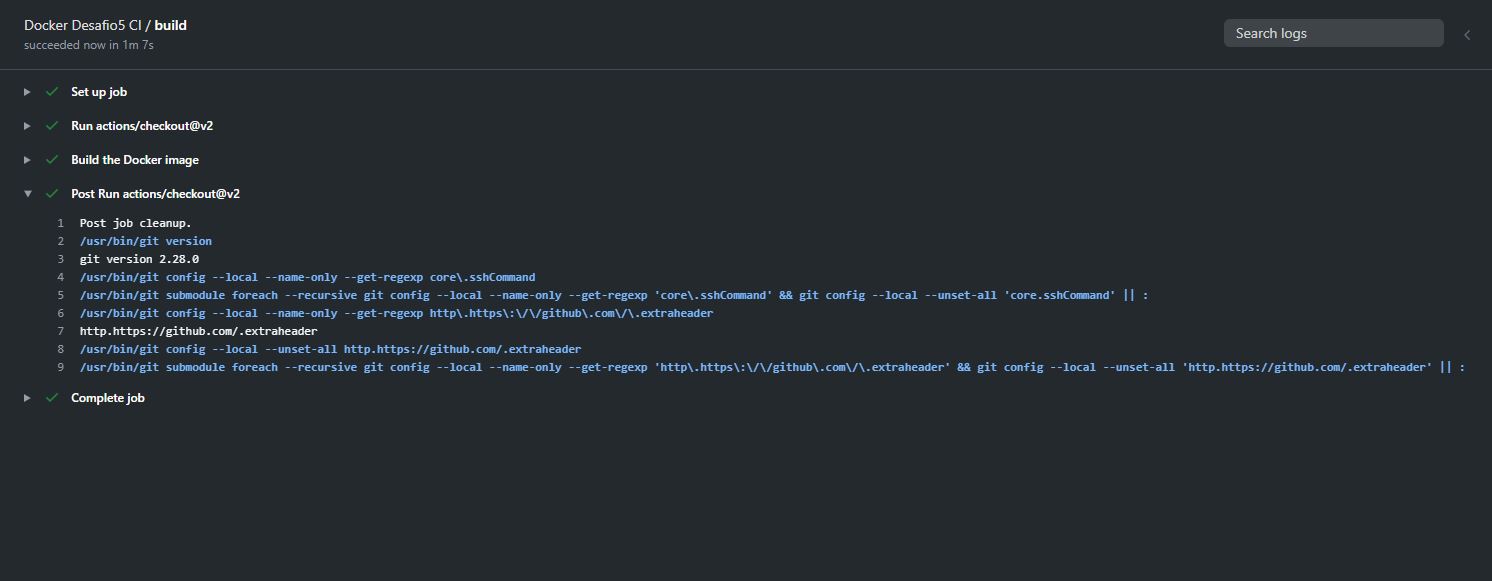 Docker Desafio5 CI / build
succeeded now in 1m 7s
Search logs
Set up job
Run actions/checkout@v2
Build the Docker image
Post Run actions/checkout@v2
1 Post job cleanup.
2 /usr/bin/git version
3 git version 2.28.0
4 /usr/bin/git config --local --name-only --get-regexp core\.sshCommand
5 /usr/bin/git submodule foreach --recursive git config --local --name-only --get-regexp 'core\.sshCommand' && git config --local --unset-all 'core.sshCommand' || :
6 /usr/bin/git config --local --name-only --get-regexp http\.https\:\/\/github\.com\/\.extraheader
7 http.https://github.com/.extraheader
8 /usr/bin/git config --local --unset-all http.https://github.com/.extraheader
9 /usr/bin/git submodule foreach --recursive git config --local --name-only --get-regexp 'http\.https\:\/\/github\.com\/\.extraheader' && git config --local --unset-all 'http.https://github.com/.extraheader' || :
Complete job